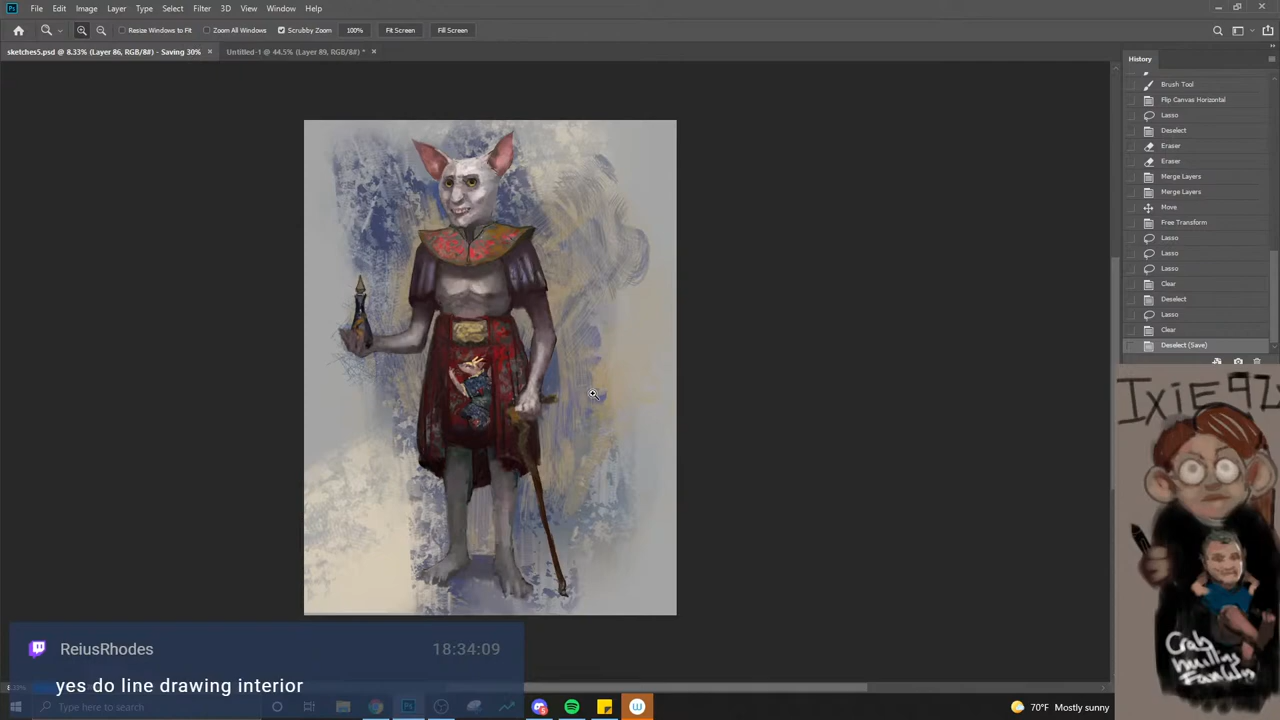 File Edit Image Layer Type Select Filter 3D View Window Help
Resize Windows to Fit Zoom All Windows Scrubby Zoom 100% Fit Screen Fill Screen
sketches5.psd @ 8.33% (Layer 86, RGB/8#) - Saving 30% × Untitled-1 @ 44.5% (Layer 89, RGB/8#) * ×
History
Brush Tool
Flip Canvas Horizontal
Lasso
Deselect
Eraser
Eraser
Merge Layers
Merge Layers
Move
Free Transform
Lasso
Lasso
Lasso
Clear
Deselect
Lasso
Clear
Deselect (Save)
IXIE92
ReiusRhodes 18:34:09
yes do line drawing interior
8.33%
Type here to search
70°F Mostly sunny